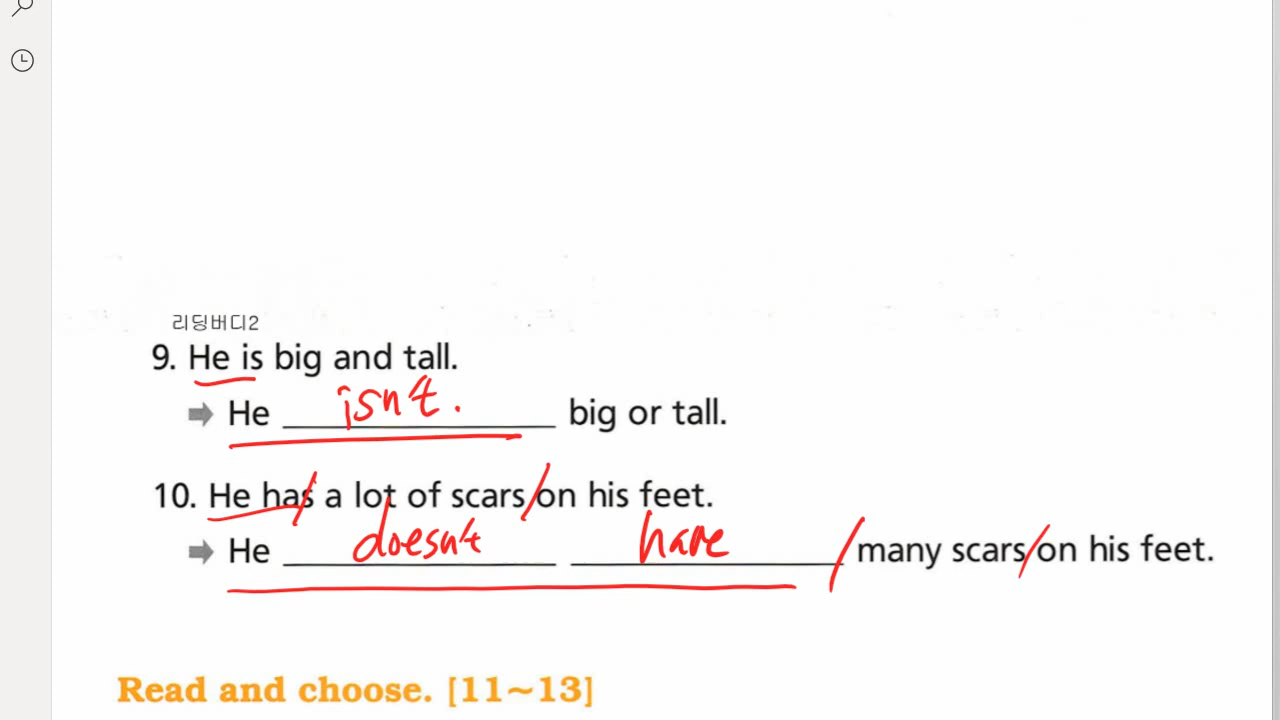 리딩버디2
9. He is big and tall.
➡ He isn't. big or tall.
10. He has a lot of scars on his feet.
➡ He doesn't have many scars on his feet.
Read and choose. [11~13]